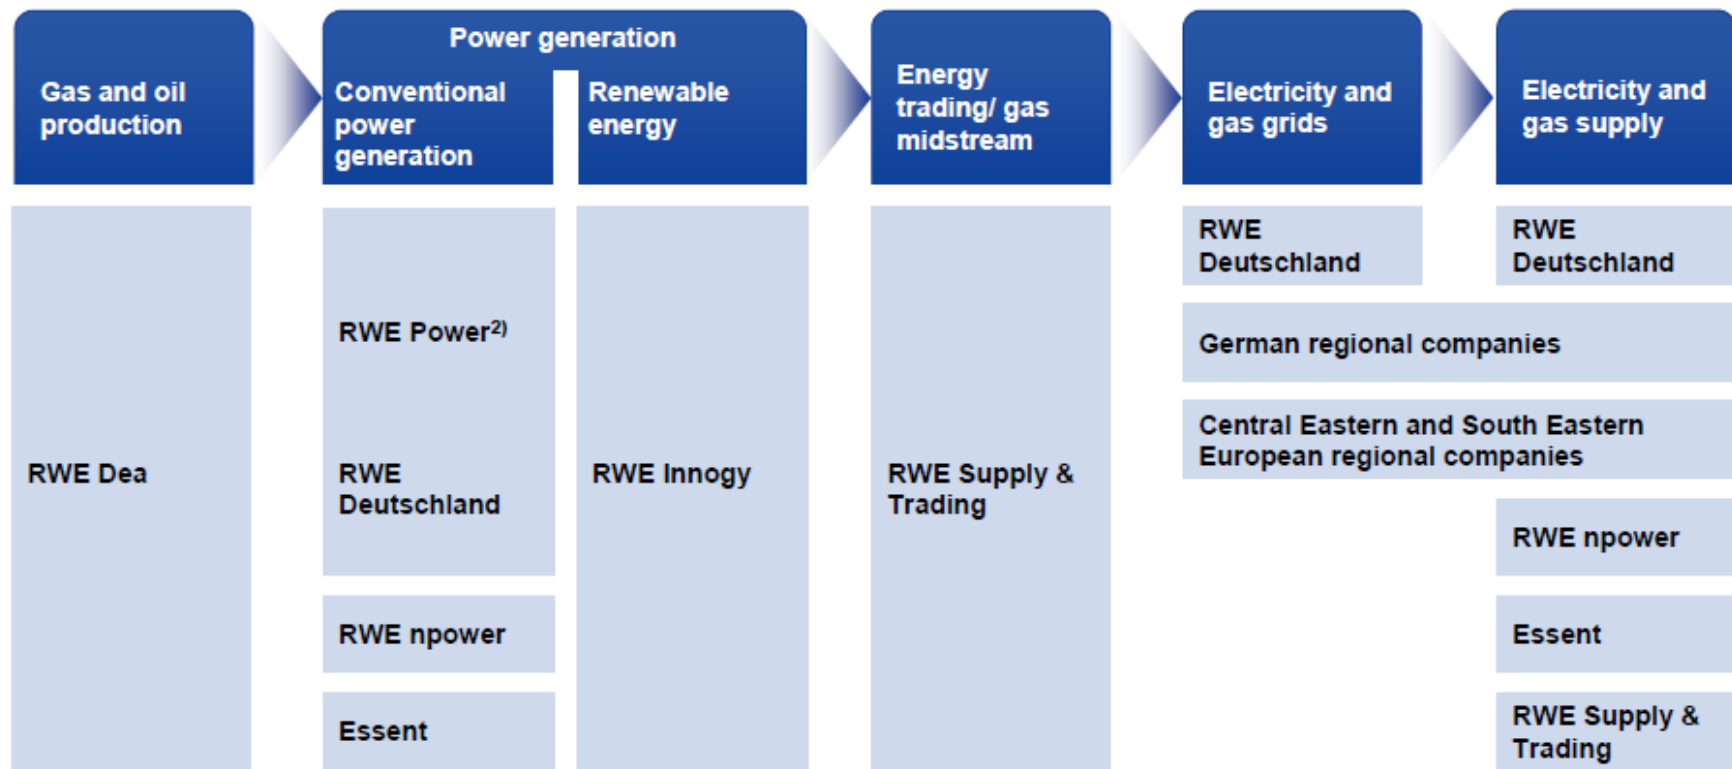 Gas and oil
production
Power generation
Conventional
power
generation
Renewable
energy
Energy
trading/ gas
midstream
Electricity and
gas grids
Electricity and
gas supply
RWE Dea
RWE Power2)
RWE
Deutschland
RWE npower
Essent
RWE Innogy
RWE Supply &
Trading
RWE
Deutschland
RWE
Deutschland
German regional companies
Central Eastern and South Eastern
European regional companies
RWE npower
Essent
RWE Supply &
Trading